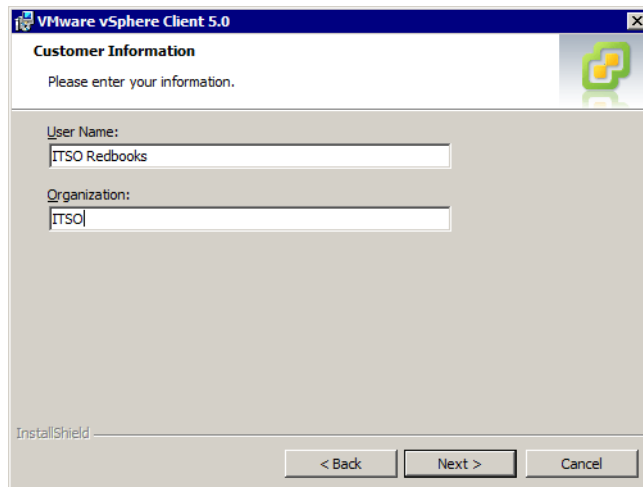 VMware vSphere Client 5.0
Customer Information
Please enter your information.
User Name:
ITSO Redbooks
Organization:
ITSO
InstallShield
< Back
Next >
Cancel